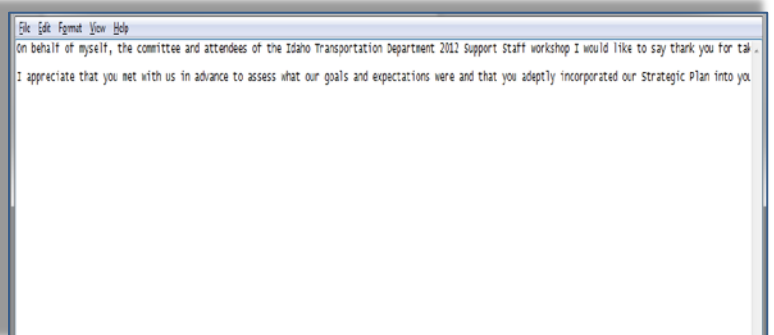 File Edit Format View Help
On behalf of myself, the committee and attendees of the Idaho Transportation Department 2012 Support Staff workshop I would like to say thank you for tak
I appreciate that you met with us in advance to assess what our goals and expectations were and that you adeptly incorporated our Strategic Plan into you